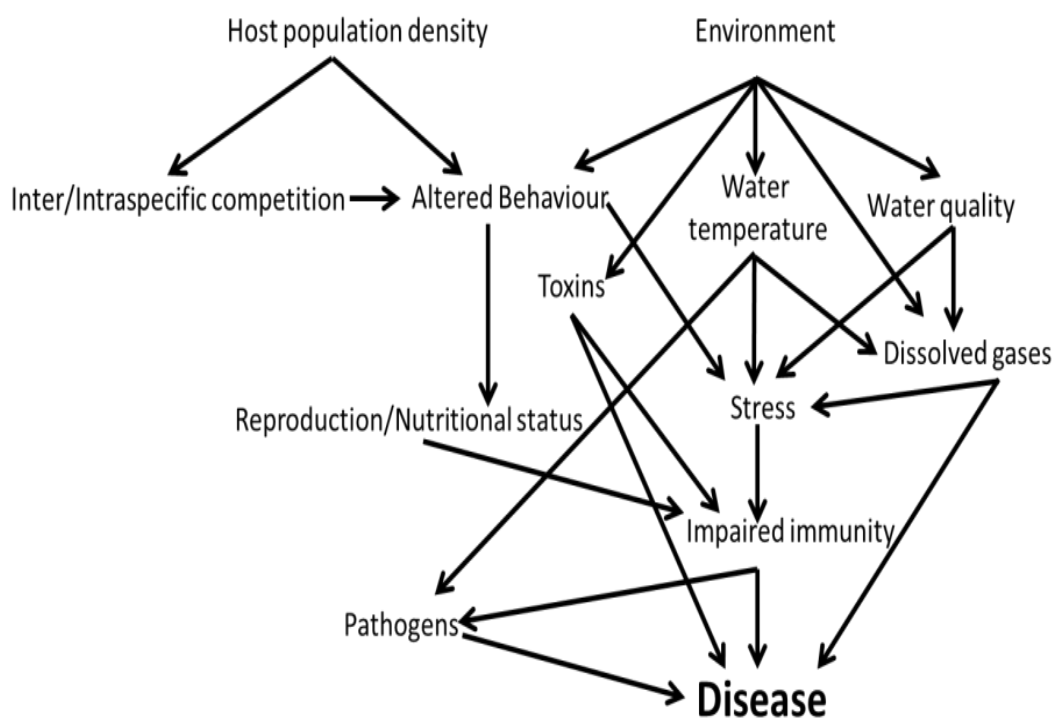 Host population density
Environment
Inter/Intraspecific competition
Altered Behaviour
Water
temperature
Water quality
Toxins
Dissolved gases
Reproduction/Nutritional status
Stress
Impaired immunity
Pathogens
Disease